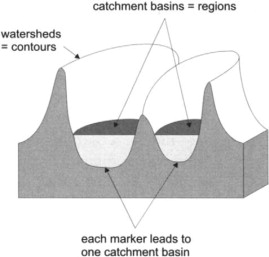 catchment basins = regions
watersheds
= contours
each marker leads to
one catchment basin